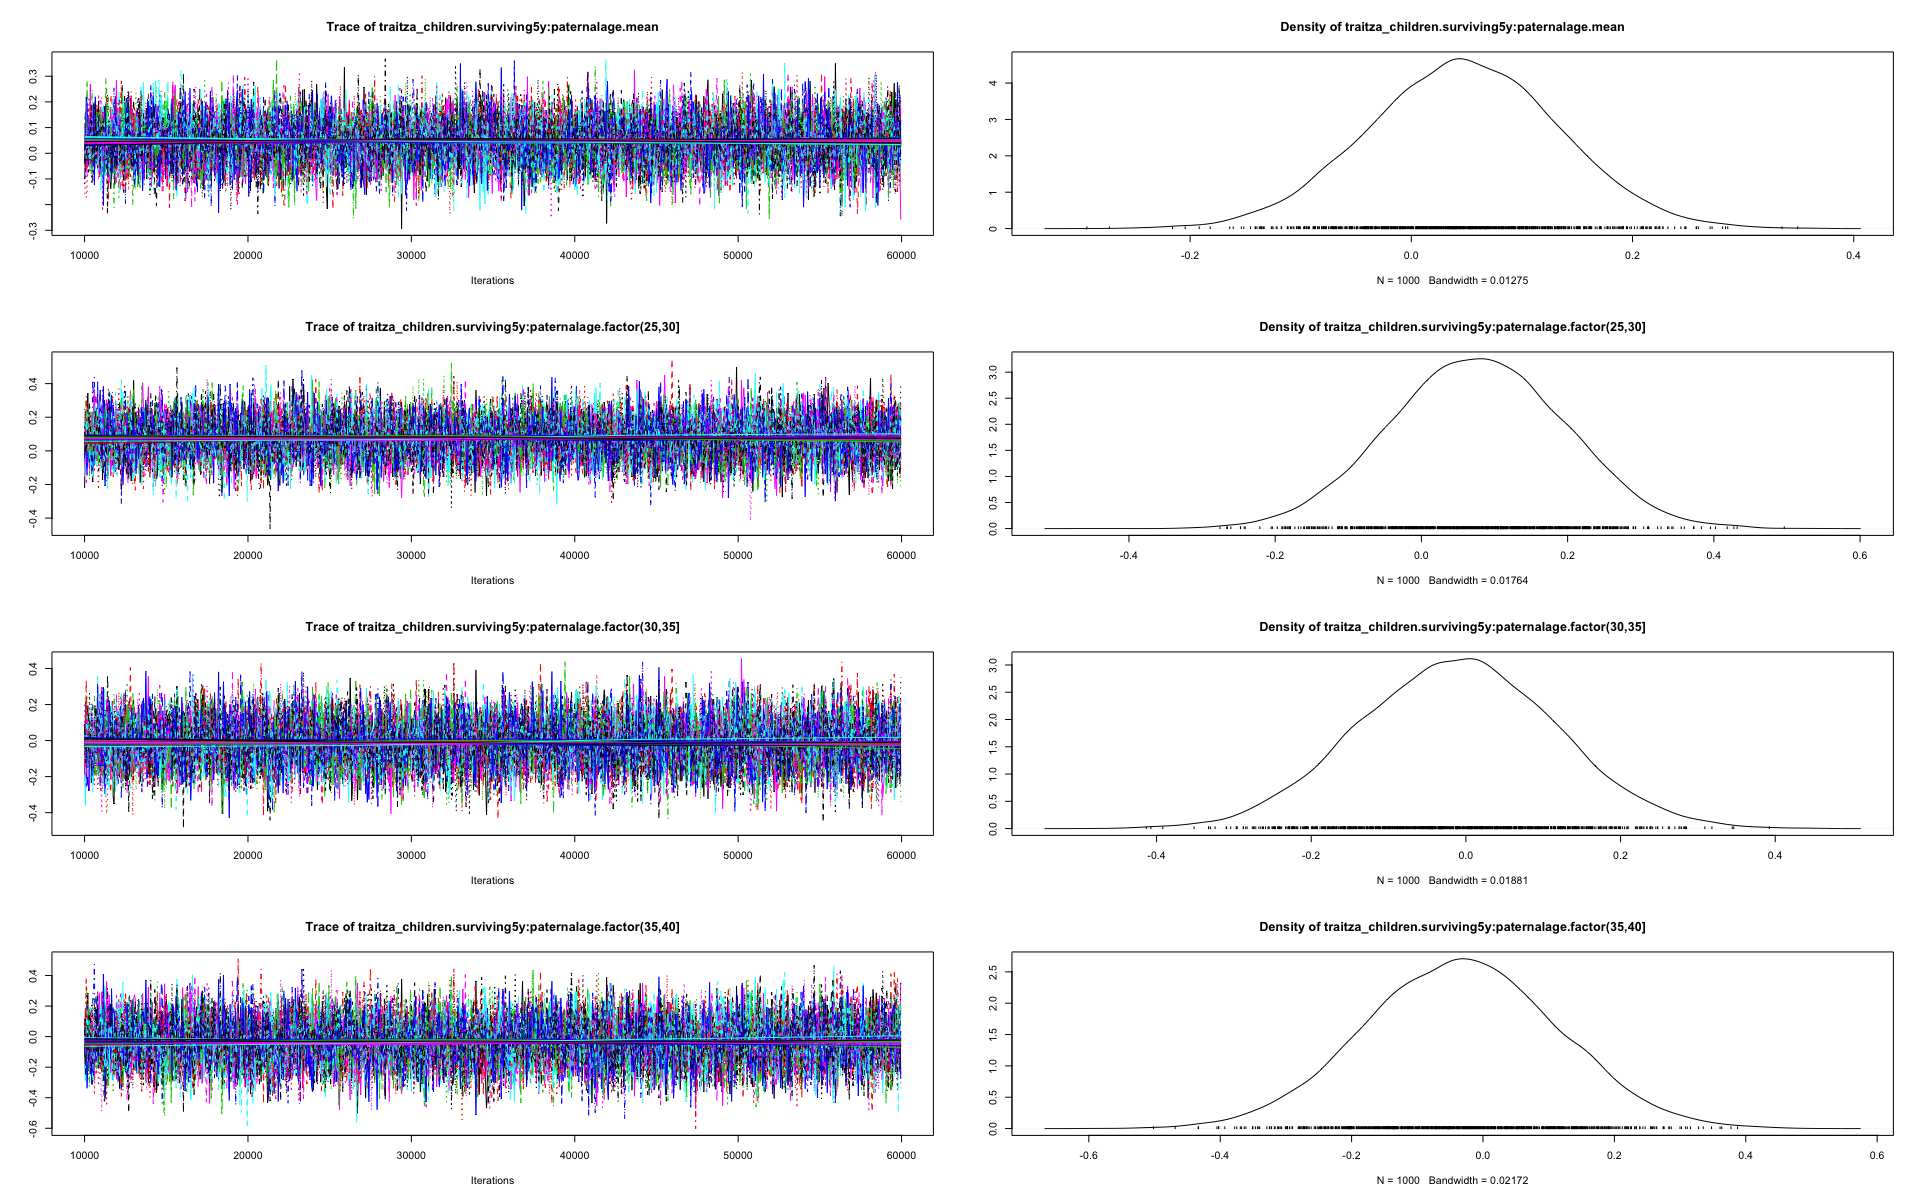 Trace of traitza_children.surviving5y:paternalage.mean
0.3
0.2
0.1
0.0
-0.1
-0.3
10000 20000 30000 40000 50000 60000
Iterations
Density of traitza_children.surviving5y:paternalage.mean
4
3
2
1
0
-0.2 0.0 0.2 0.4
N = 1000 Bandwidth = 0.01275
Trace of traitza_children.surviving5y:paternalage.factor(25,30]
0.4
0.2
0.0
-0.2
-0.4
10000 20000 30000 40000 50000 60000
Iterations
Density of traitza_children.surviving5y:paternalage.factor(25,30]
3.0
2.5
2.0
1.5
1.0
0.5
0.0
-0.4 -0.2 0.0 0.2 0.4 0.6
N = 1000 Bandwidth = 0.01764
Trace of traitza_children.surviving5y:paternalage.factor(30,35]
0.4
0.2
0.0
-0.2
-0.4
10000 20000 30000 40000 50000 60000
Iterations
Density of traitza_children.surviving5y:paternalage.factor(30,35]
3.0
2.5
2.0
1.5
1.0
0.5
0.0
-0.4 -0.2 0.0 0.2 0.4
N = 1000 Bandwidth = 0.01881
Trace of traitza_children.surviving5y:paternalage.factor(35,40]
0.4
0.2
0.0
-0.2
-0.4
-0.6
10000 20000 30000 40000 50000 60000
Iterations
Density of traitza_children.surviving5y:paternalage.factor(35,40]
2.5
2.0
1.5
1.0
0.5
0.0
-0.6 -0.4 -0.2 0.0 0.2 0.4 0.6
N = 1000 Bandwidth = 0.02172